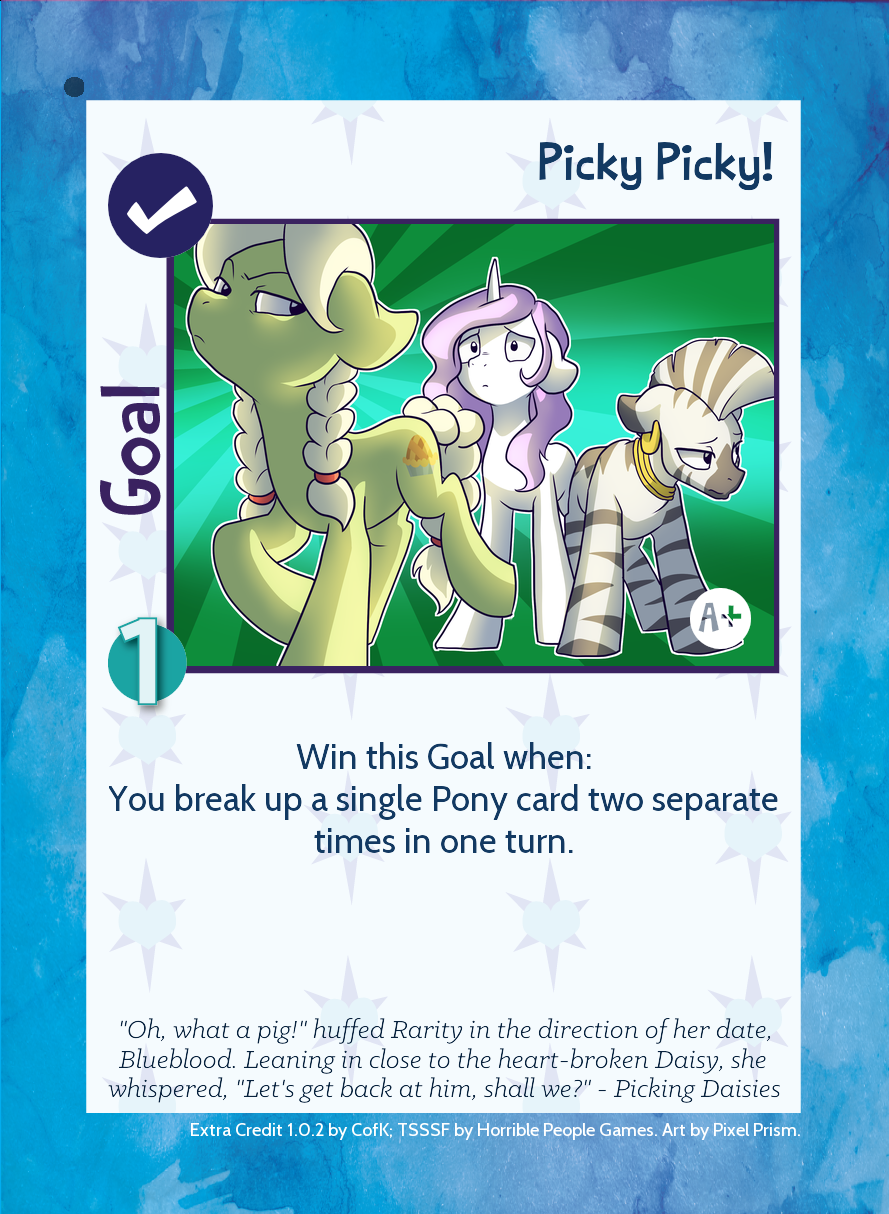 Picky Picky!
Goal
A+
1
Win this Goal when:
You break up a single Pony card two separate
times in one turn.
"Oh, what a pig!" huffed Rarity in the direction of her date,
Blueblood. Leaning in close to the heart-broken Daisy, she
whispered, "Let's get back at him, shall we?" - Picking Daisies
Extra Credit 1.0.2 by CofK; TSSSF by Horrible People Games. Art by Pixel Prism.